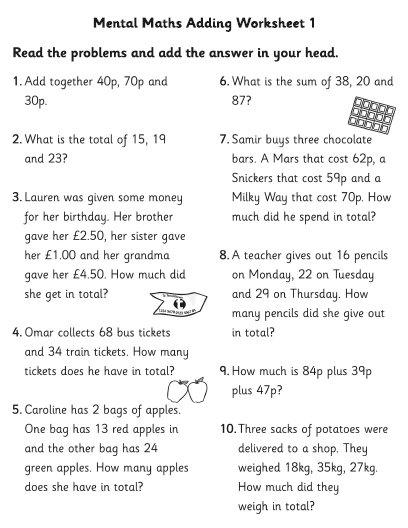 Mental Maths Adding Worksheet 1
Read the problems and add the answer in your head.
1. Add together 40p, 70p and
30p.
2. What is the total of 15, 19
and 23?
3. Lauren was given some money
for her birthday. Her brother
gave her £2.50, her sister gave
her £1.00 and her grandma
gave her £4.50. How much did
she get in total?
4. Omar collects 68 bus tickets
and 34 train tickets. How many
tickets does he have in total?
5. Caroline has 2 bags of apples.
One bag has 13 red apples in
and the other bag has 24
green apples. How many apples
does she have in total?
6. What is the sum of 38, 20 and
87?
7. Samir buys three chocolate
bars. A Mars that cost 62p, a
Snickers that cost 59p and a
Milky Way that cost 70p. How
much did he spend in total?
8. A teacher gives out 16 pencils
on Monday, 22 on Tuesday
and 29 on Thursday. How
many pencils did she give out
in total?
9. How much is 84p plus 39p
plus 47p?
10. Three sacks of potatoes were
delivered to a shop. They
weighed 18kg, 35kg, 27kg.
How much did they
weigh in total?